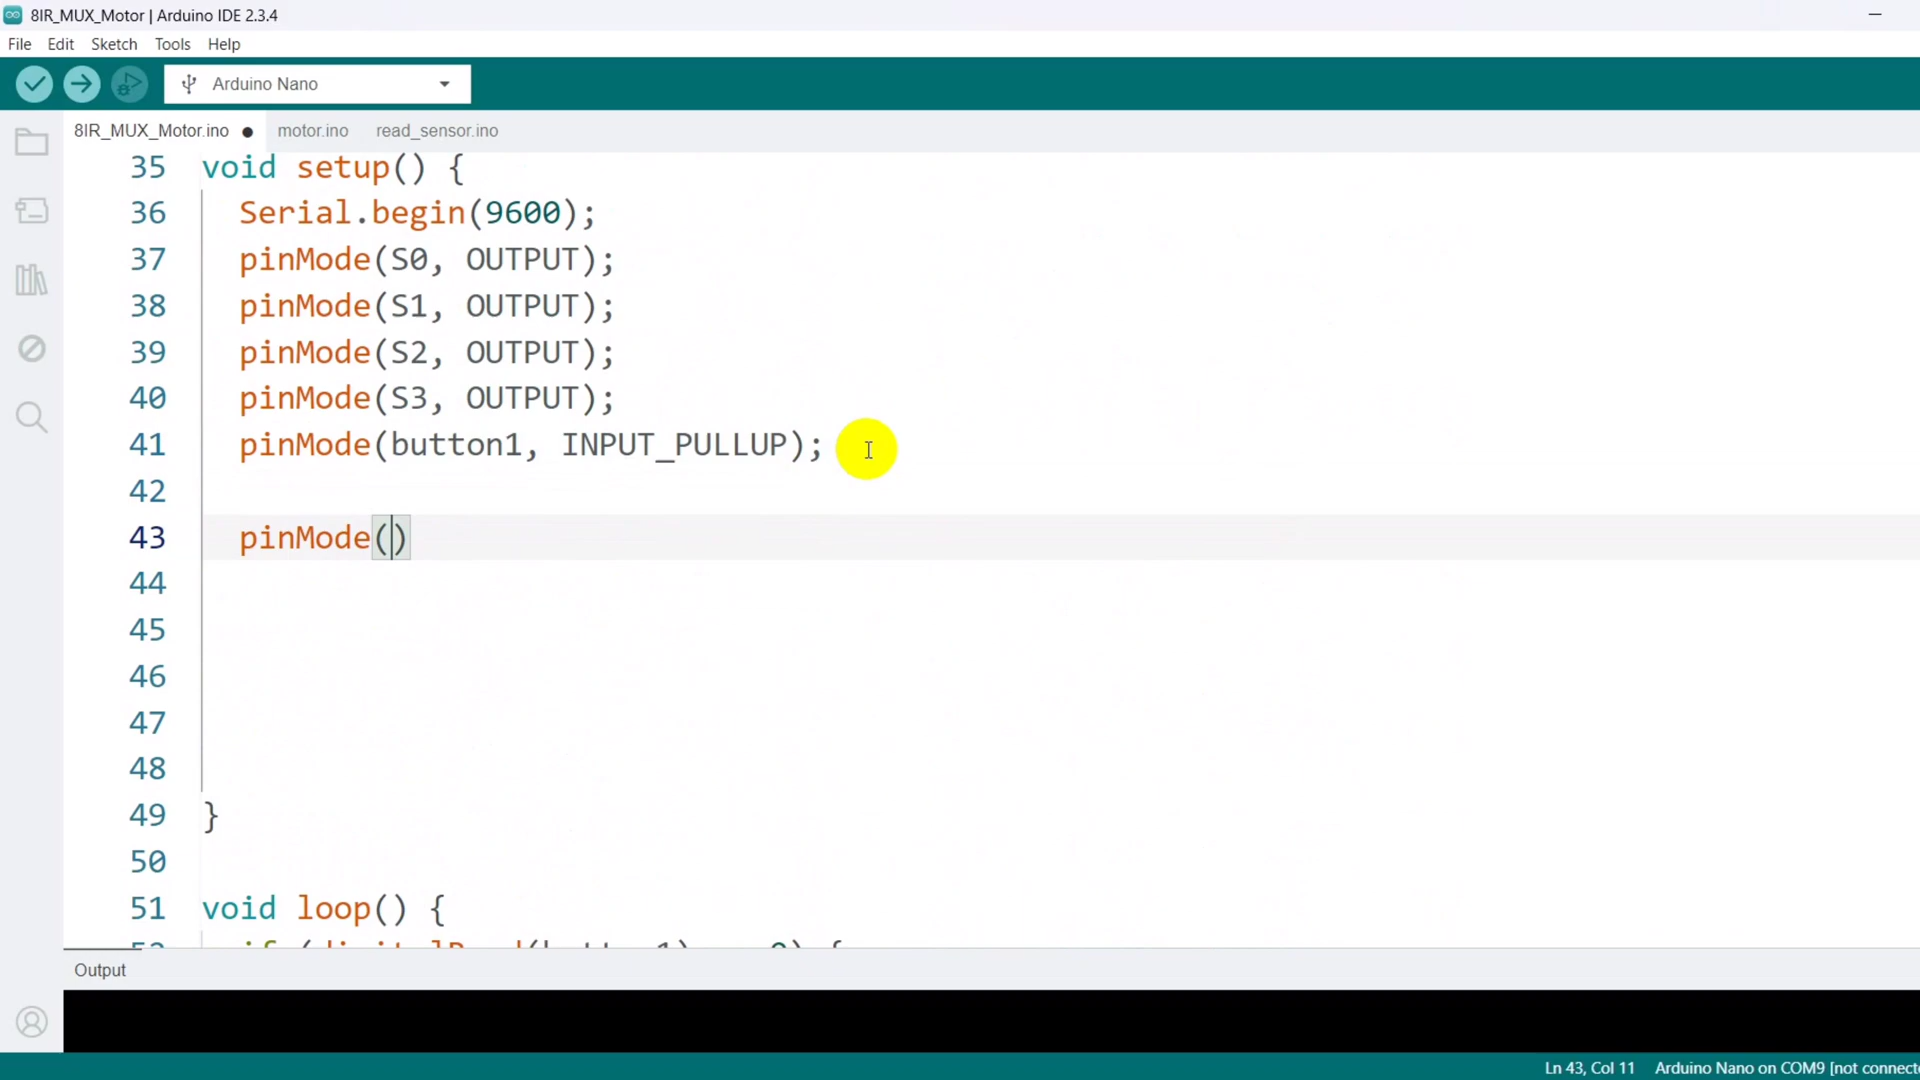 8IR_MUX_Motor | Arduino IDE 2.3.4
File Edit Sketch Tools Help
Arduino Nano
8IR_MUX_Motor.ino motor.ino read_sensor.ino
35 void setup() {
36 Serial.begin(9600);
37 pinMode(S0, OUTPUT);
38 pinMode(S1, OUTPUT);
39 pinMode(S2, OUTPUT);
40 pinMode(S3, OUTPUT);
41 pinMode(button1, INPUT_PULLUP);
42
43 pinMode()
44
45
46
47
48
49 }
50
51 void loop() {
Output
Ln 43, Col 11 Arduino Nano on COM9 [not connect